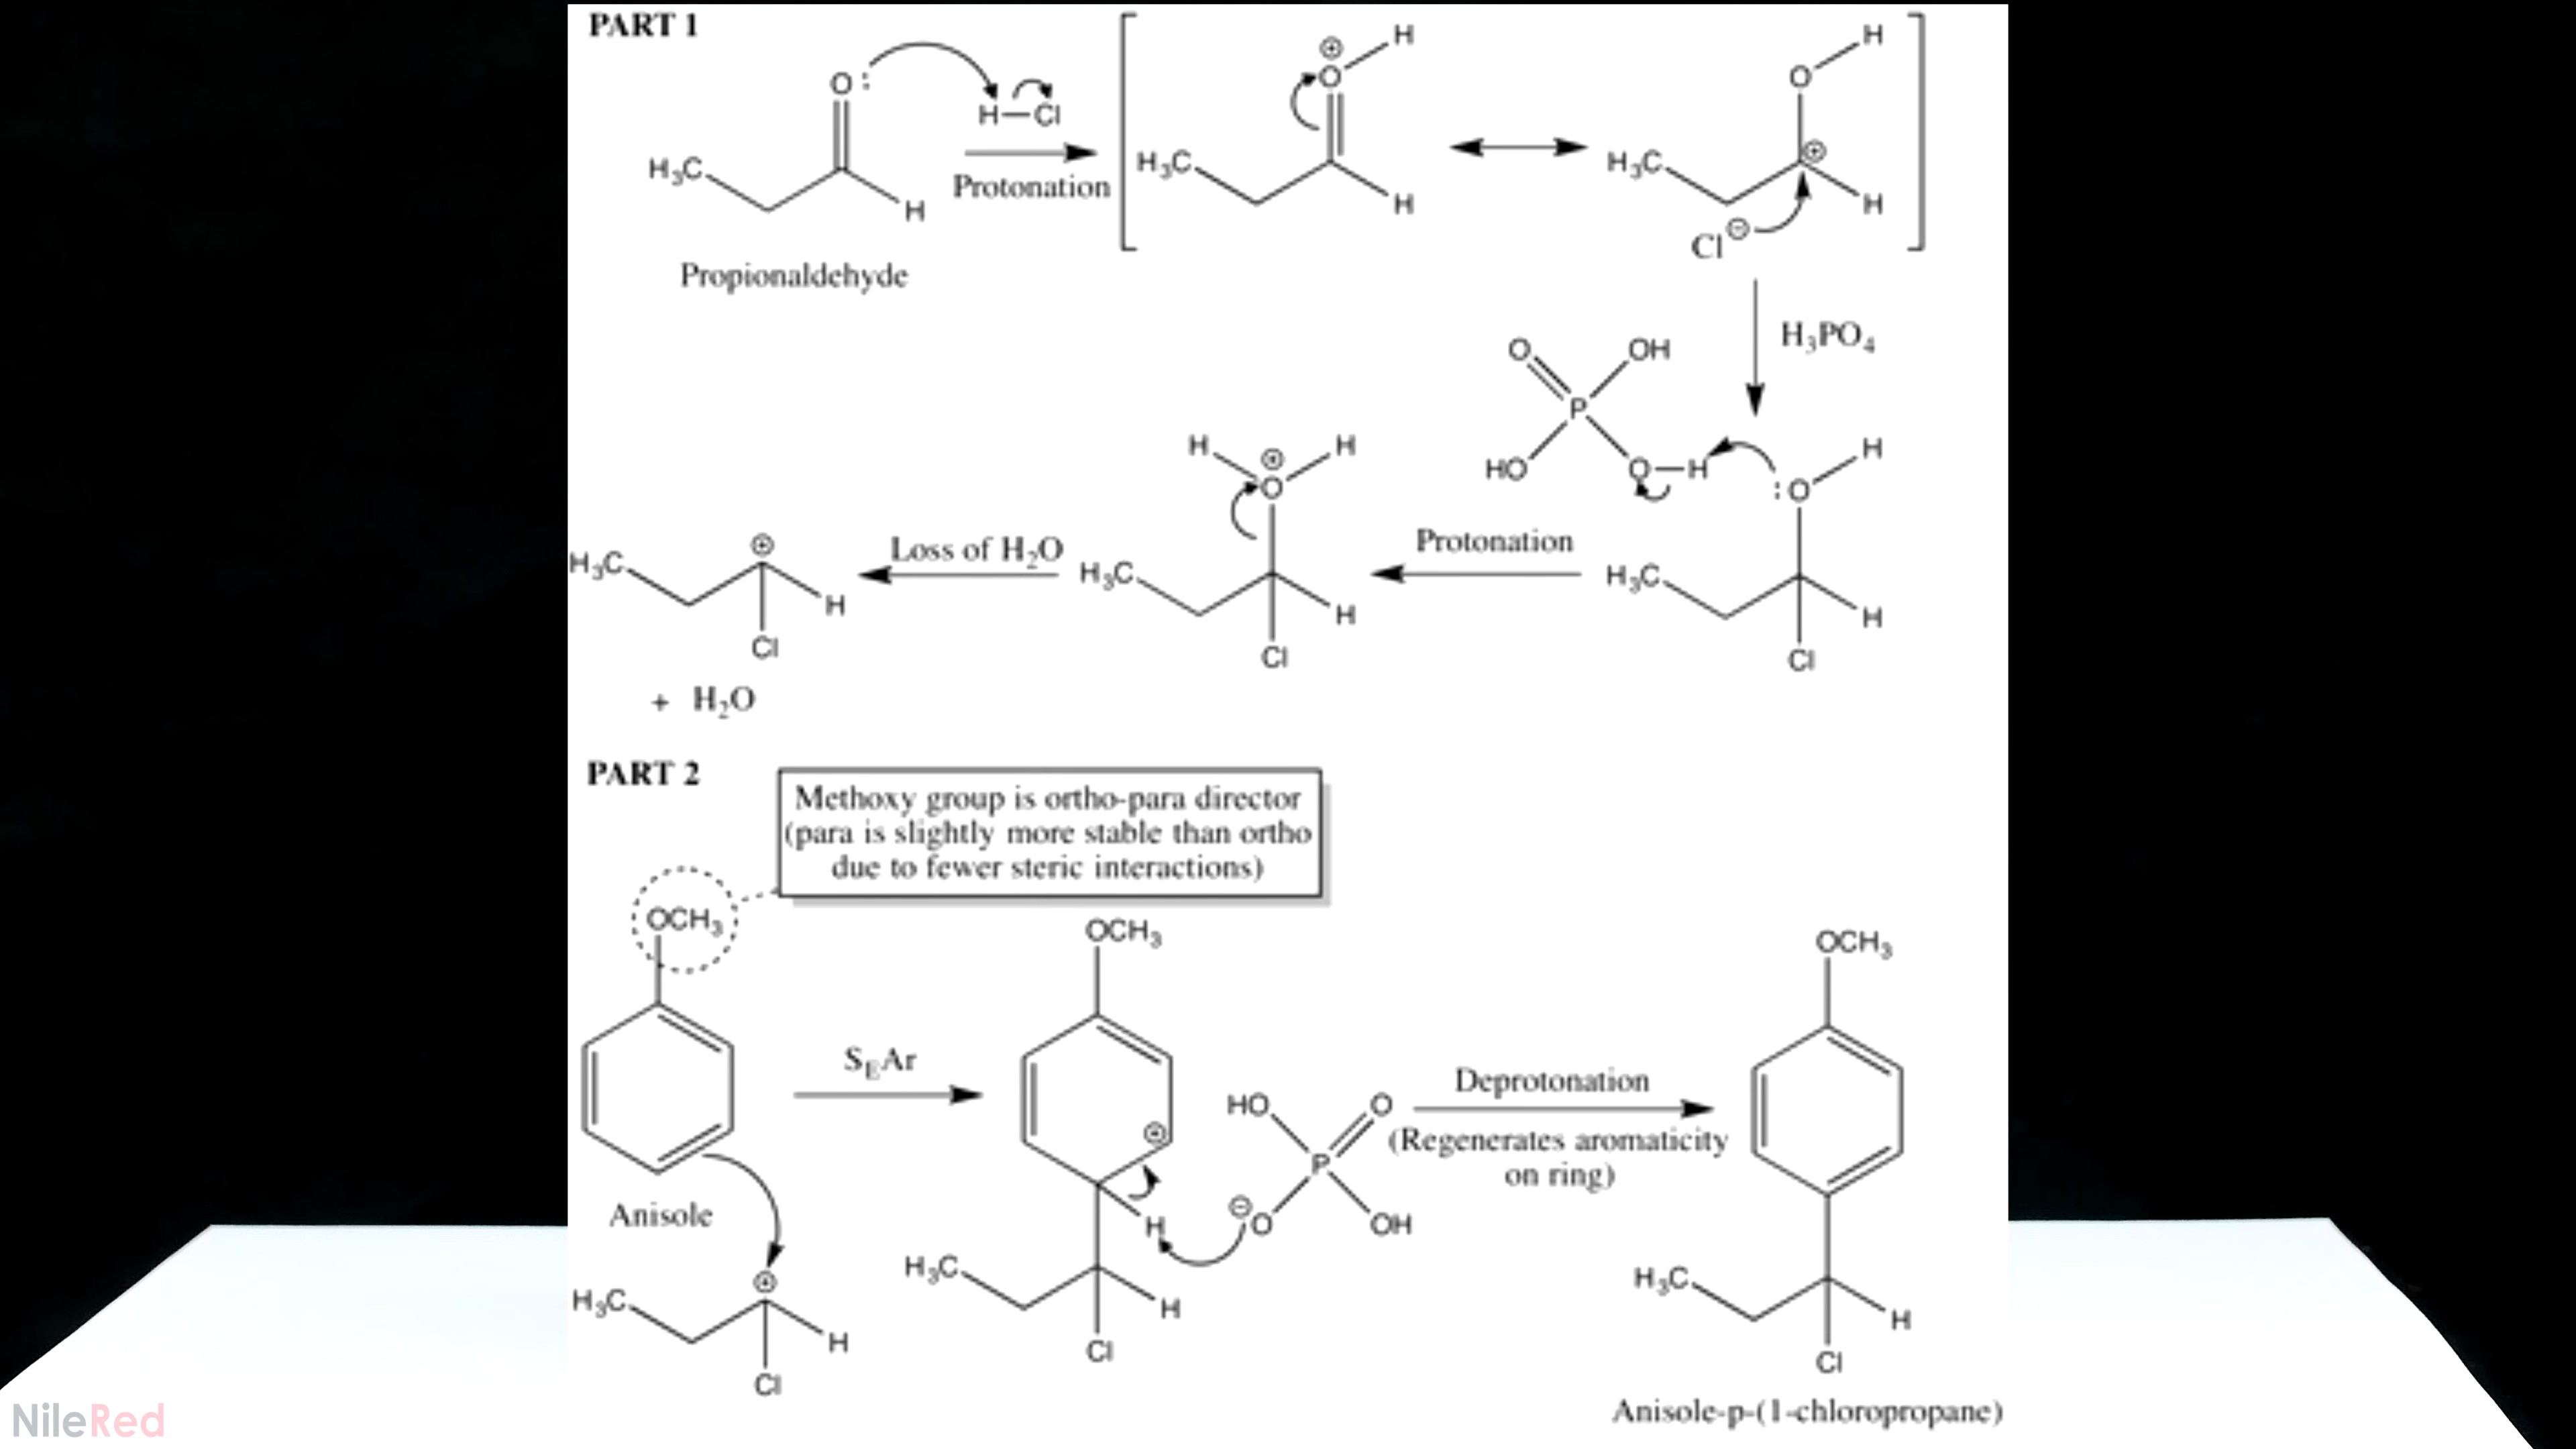 PART 1
O:
H—Cl
H₃C
H
Protonation
Propionaldehyde
⊕
O
H
H₃C
H
O
H
H₃C
⊕
H
Cl⊖
H₃PO₄
O
OH
P
HO
O—H
:O
H
H₃C
H
Cl
Protonation
H
⊕
H
O
H₃C
H
Cl
Loss of H₂O
⊕
H₃C
H
Cl
+ H₂O
PART 2
Methoxy group is ortho-para director
(para is slightly more stable than ortho
due to fewer steric interactions)
OCH₃
Anisole
⊕
H₃C
H
Cl
SEAr
OCH₃
⊕
H
H₃C
H
Cl
HO
O
P
⊖O
OH
Deprotonation
(Regenerates aromaticity
on ring)
OCH₃
H₃C
H
Cl
Anisole-p-(1-chloropropane)
NileRed